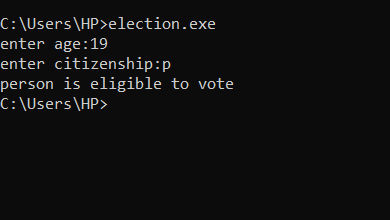 C:\Users\HP>election.exe
enter age:19
enter citizenship:p
person is eligible to vote
C:\Users\HP>